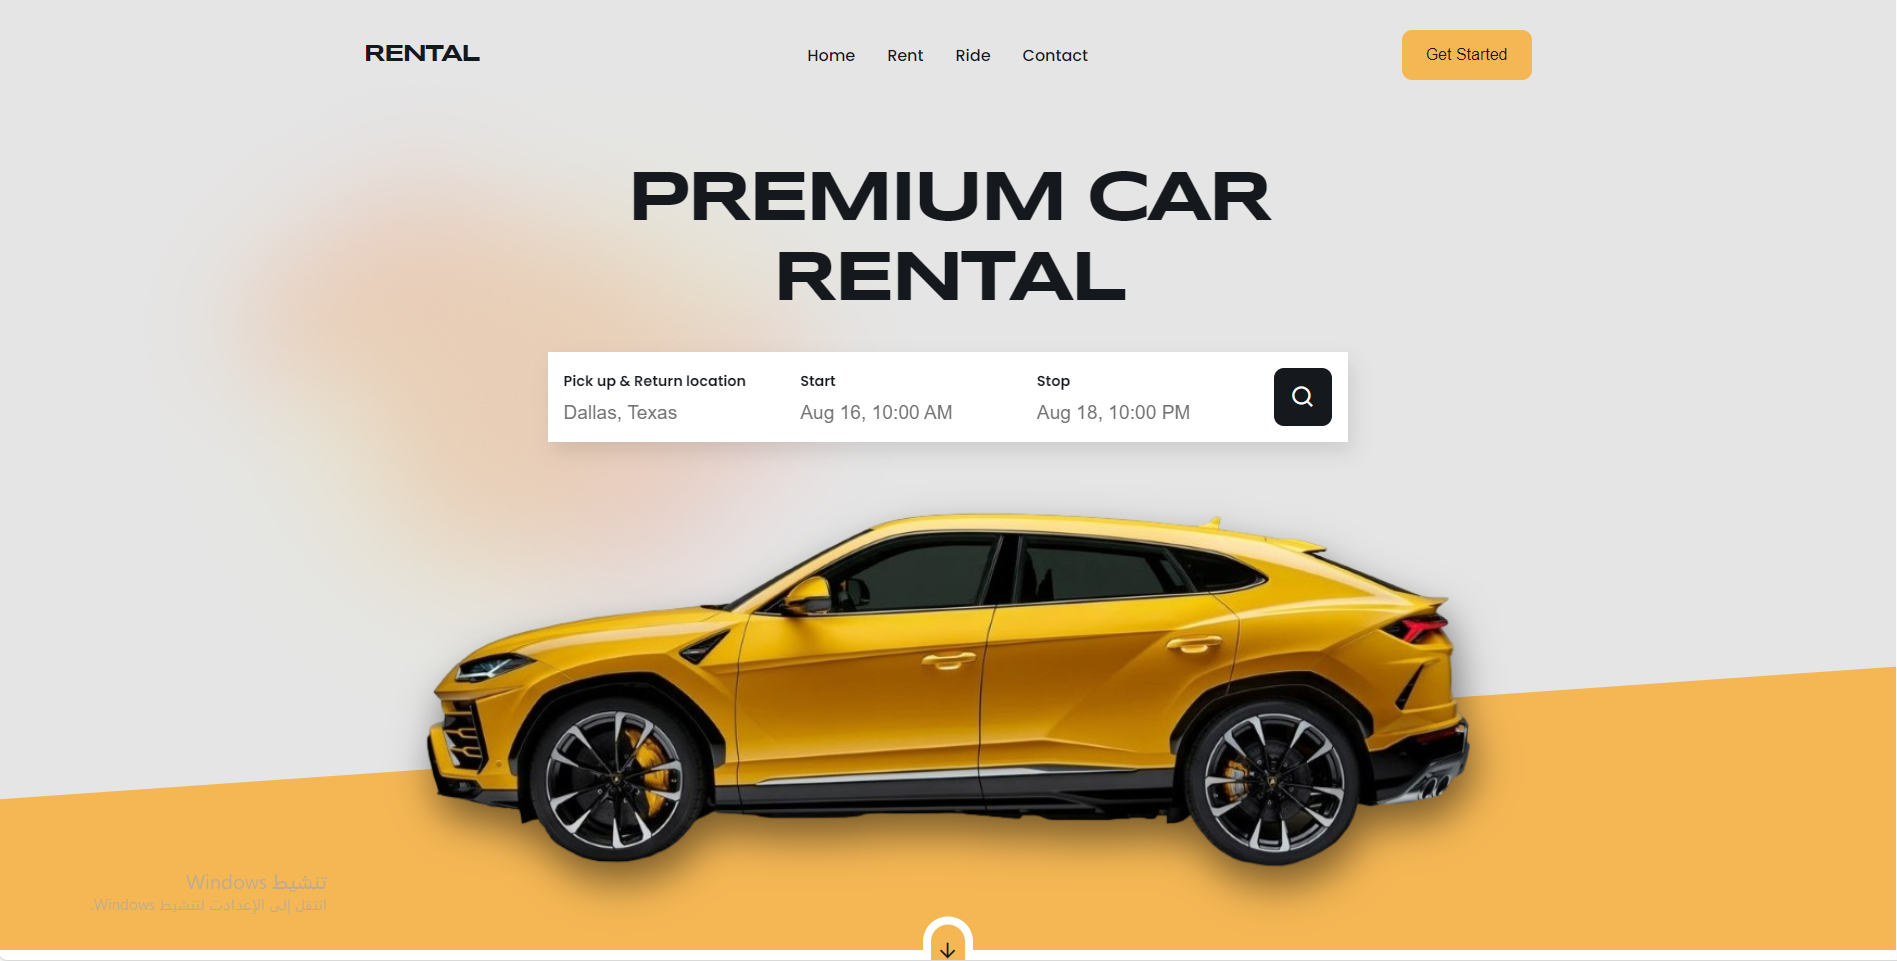 RENTAL
Home
Rent
Ride
Contact
Get Started
PREMIUM CAR
RENTAL
Pick up & Return location
Start
Stop
Dallas, Texas
Aug 16, 10:00 AM
Aug 18, 10:00 PM
تنشيط Windows
انتقل إلى الإعدادات لتنشيط Windows.